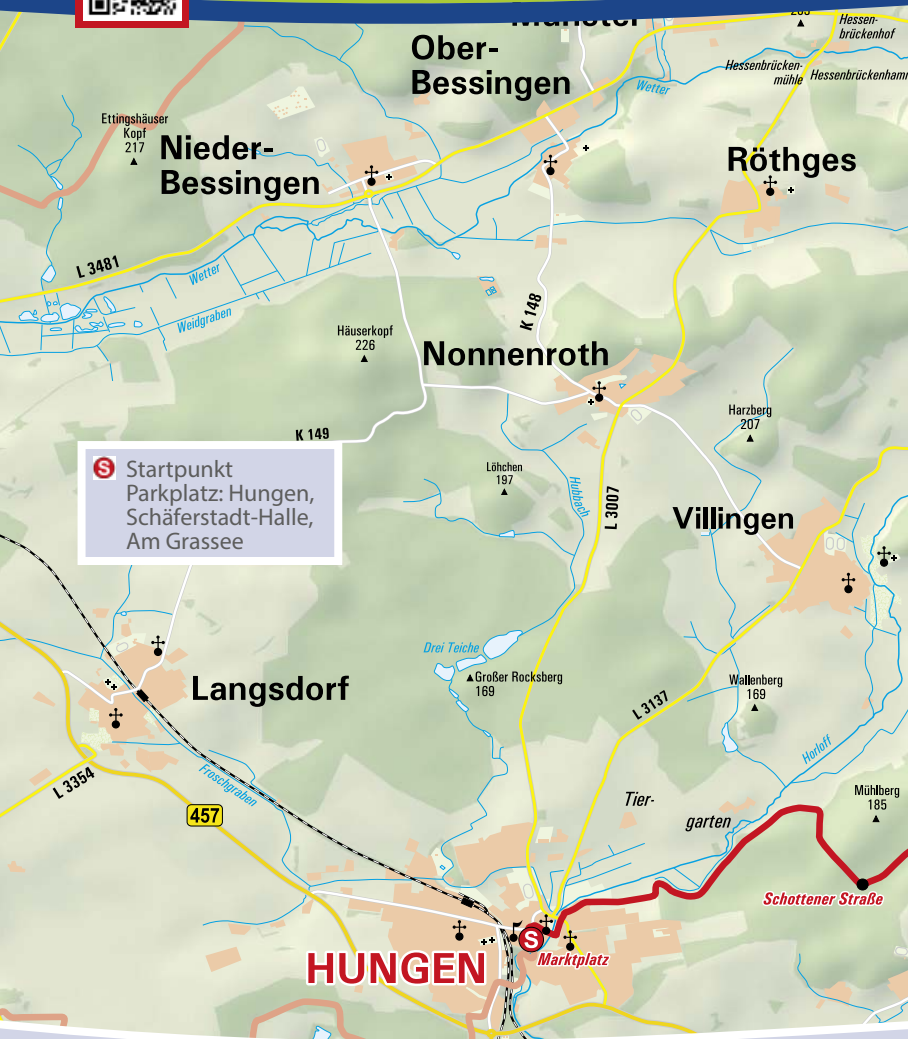 Münster
Ober-
Bessingen
Hessen-
brückenhof
Hessenbrücken-
mühle
Hessenbrückenhamm
Wetter
Ettingshäuser
Kopf
217
Nieder-
Bessingen
Röthges
L 3481
Wetter
Weidgraben
K 148
Häuserkopf
226
Nonnenroth
K 149
Harzberg
207
S Startpunkt
Parkplatz: Hungen,
Schäferstadt-Halle,
Am Grassee
Löhchen
197
Hubbach
L 3007
Villingen
Drei Teiche
Großer Rocksberg
169
Langsdorf
Wallenberg
169
L 3137
Horloff
L 3354
Froschgraben
457
Tier-
garten
Mühlberg
185
Schottener Straße
S
Marktplatz
HUNGEN